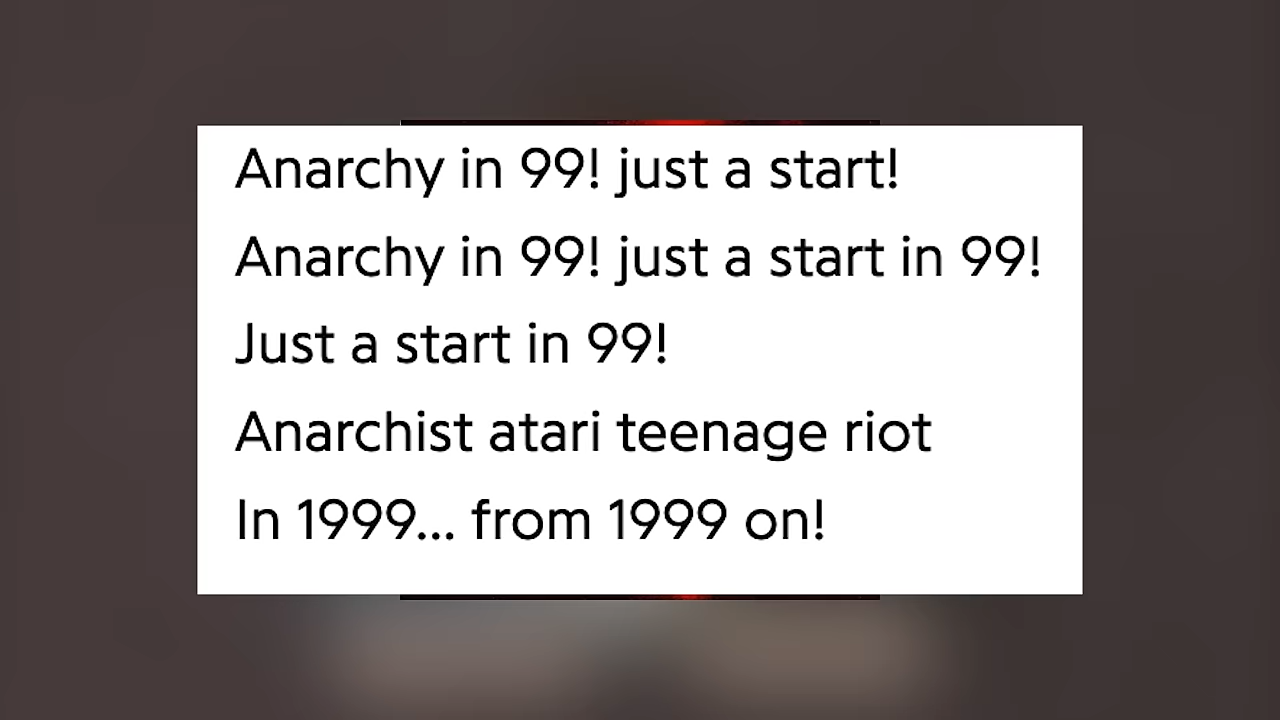 Anarchy in 99! just a start!
Anarchy in 99! just a start in 99!
Just a start in 99!
Anarchist atari teenage riot
In 1999... from 1999 on!